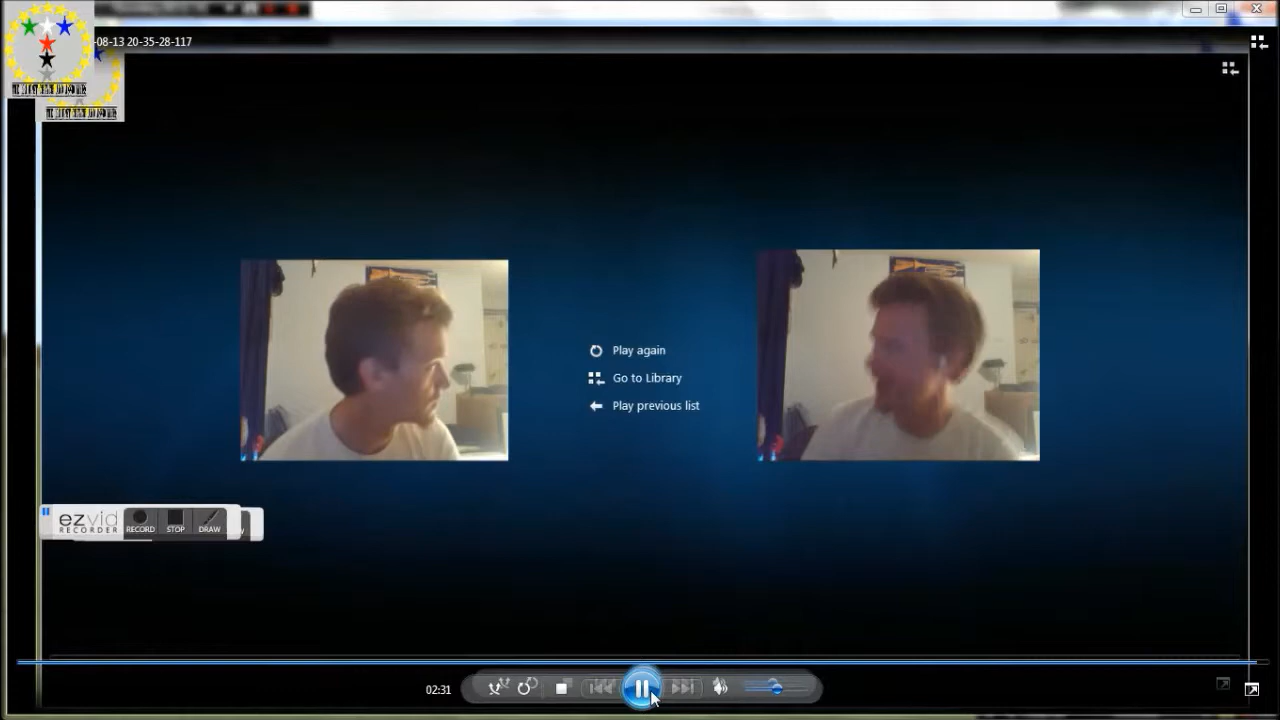 -08-13 20-35-28-117
Play again
Go to Library
Play previous list
ezvid
RECORDER
RECORD
STOP
DRAW
02:31